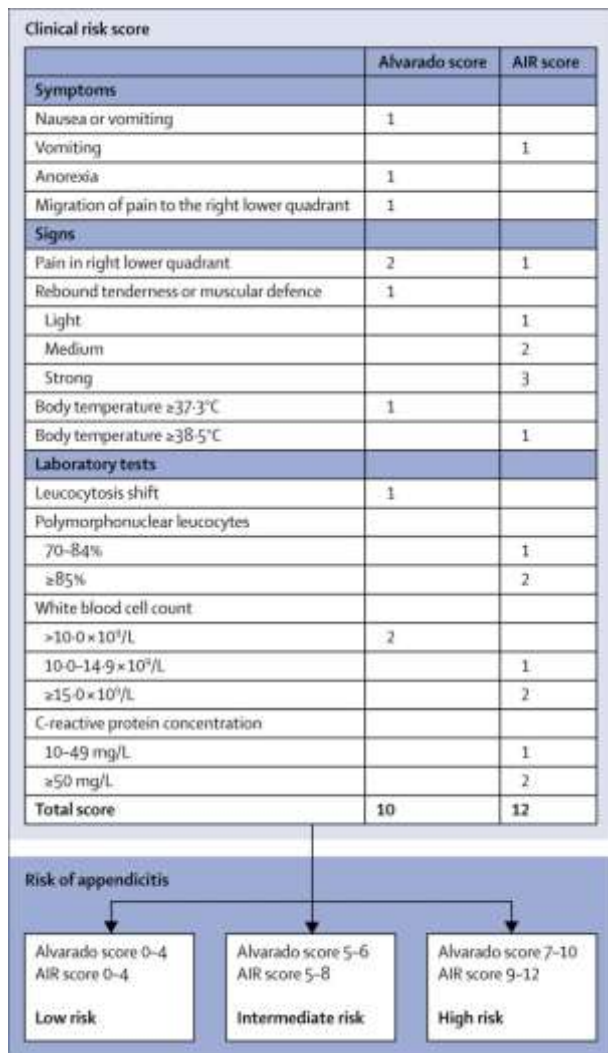 Clinical risk score
Alvarado score AIR score
Symptoms
Nausea or vomiting 1
Vomiting 1
Anorexia 1
Migration of pain to the right lower quadrant 1
Signs
Pain in right lower quadrant 2 1
Rebound tenderness or muscular defence 1
Light 1
Medium 2
Strong 3
Body temperature ≥37·3°C 1
Body temperature ≥38·5°C 1
Laboratory tests
Leucocytosis shift 1
Polymorphonuclear leucocytes
70–84% 1
≥85% 2
White blood cell count
>10·0 × 10⁹/L 2
10·0–14·9 × 10⁹/L 1
≥15·0 × 10⁹/L 2
C-reactive protein concentration
10–49 mg/L 1
≥50 mg/L 2
Total score 10 12
Risk of appendicitis
Alvarado score 0–4
AIR score 0–4
Low risk
Alvarado score 5–6
AIR score 5–8
Intermediate risk
Alvarado score 7–10
AIR score 9–12
High risk